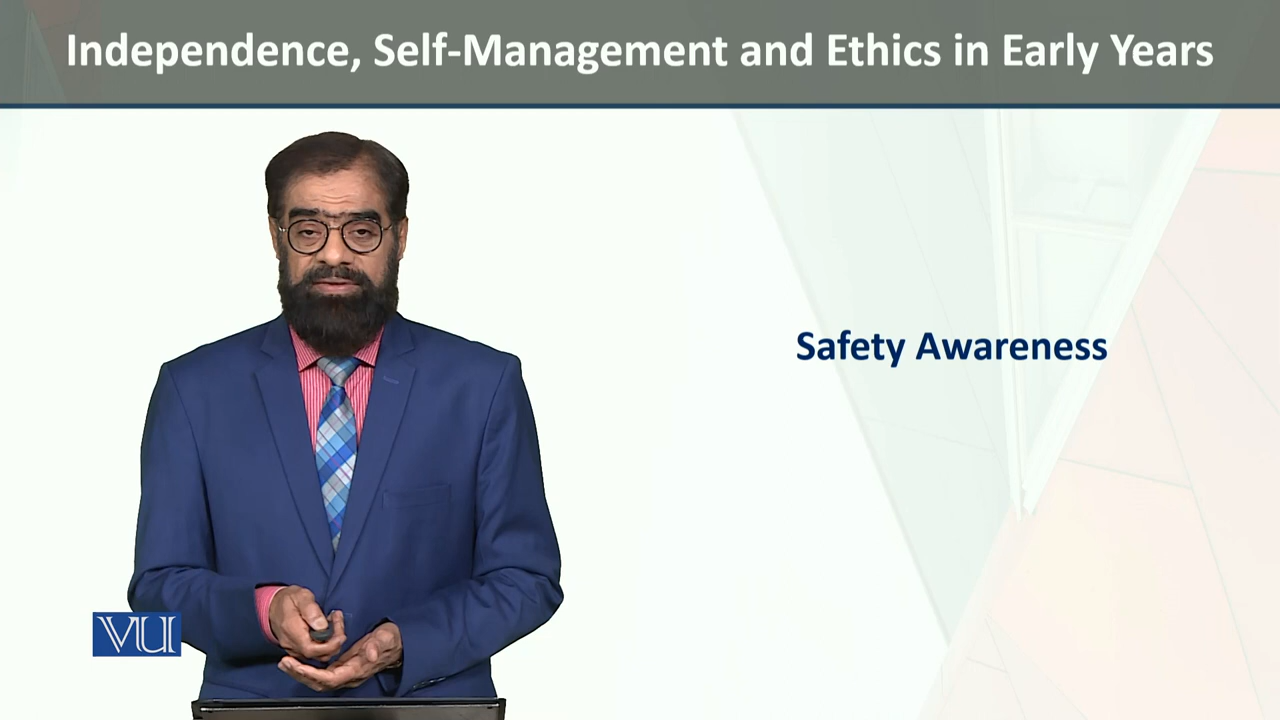 Independence, Self-Management and Ethics in Early Years
Safety Awareness
VU